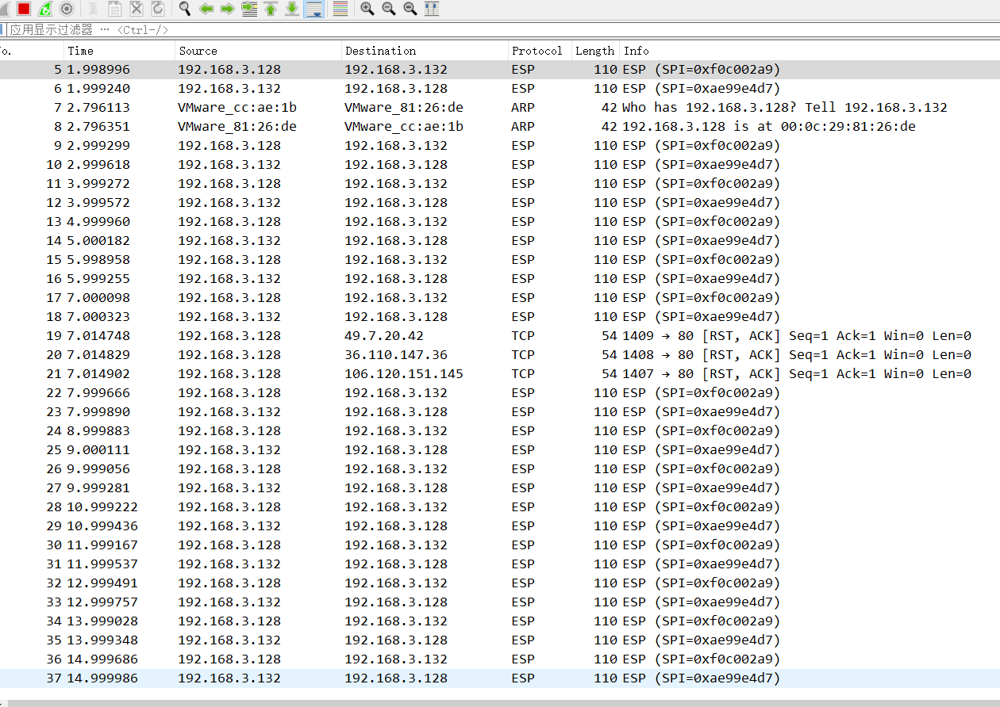 应用显示过滤器 … <Ctrl-/>
o. Time Source Destination Protocol Length Info
5 1.998996 192.168.3.128 192.168.3.132 ESP 110 ESP (SPI=0xf0c002a9)
6 1.999240 192.168.3.132 192.168.3.128 ESP 110 ESP (SPI=0xae99e4d7)
7 2.796113 VMware_cc:ae:1b VMware_81:26:de ARP 42 Who has 192.168.3.128? Tell 192.168.3.132
8 2.796351 VMware_81:26:de VMware_cc:ae:1b ARP 42 192.168.3.128 is at 00:0c:29:81:26:de
9 2.999299 192.168.3.128 192.168.3.132 ESP 110 ESP (SPI=0xf0c002a9)
10 2.999618 192.168.3.132 192.168.3.128 ESP 110 ESP (SPI=0xae99e4d7)
11 3.999272 192.168.3.128 192.168.3.132 ESP 110 ESP (SPI=0xf0c002a9)
12 3.999572 192.168.3.132 192.168.3.128 ESP 110 ESP (SPI=0xae99e4d7)
13 4.999960 192.168.3.128 192.168.3.132 ESP 110 ESP (SPI=0xf0c002a9)
14 5.000182 192.168.3.132 192.168.3.128 ESP 110 ESP (SPI=0xae99e4d7)
15 5.998958 192.168.3.128 192.168.3.132 ESP 110 ESP (SPI=0xf0c002a9)
16 5.999255 192.168.3.132 192.168.3.128 ESP 110 ESP (SPI=0xae99e4d7)
17 7.000098 192.168.3.128 192.168.3.132 ESP 110 ESP (SPI=0xf0c002a9)
18 7.000323 192.168.3.132 192.168.3.128 ESP 110 ESP (SPI=0xae99e4d7)
19 7.014748 192.168.3.128 49.7.20.42 TCP 54 1409 → 80 [RST, ACK] Seq=1 Ack=1 Win=0 Len=0
20 7.014829 192.168.3.128 36.110.147.36 TCP 54 1408 → 80 [RST, ACK] Seq=1 Ack=1 Win=0 Len=0
21 7.014902 192.168.3.128 106.120.151.145 TCP 54 1407 → 80 [RST, ACK] Seq=1 Ack=1 Win=0 Len=0
22 7.999666 192.168.3.128 192.168.3.132 ESP 110 ESP (SPI=0xf0c002a9)
23 7.999890 192.168.3.132 192.168.3.128 ESP 110 ESP (SPI=0xae99e4d7)
24 8.999883 192.168.3.128 192.168.3.132 ESP 110 ESP (SPI=0xf0c002a9)
25 9.000111 192.168.3.132 192.168.3.128 ESP 110 ESP (SPI=0xae99e4d7)
26 9.999056 192.168.3.128 192.168.3.132 ESP 110 ESP (SPI=0xf0c002a9)
27 9.999281 192.168.3.132 192.168.3.128 ESP 110 ESP (SPI=0xae99e4d7)
28 10.999222 192.168.3.128 192.168.3.132 ESP 110 ESP (SPI=0xf0c002a9)
29 10.999436 192.168.3.132 192.168.3.128 ESP 110 ESP (SPI=0xae99e4d7)
30 11.999167 192.168.3.128 192.168.3.132 ESP 110 ESP (SPI=0xf0c002a9)
31 11.999537 192.168.3.132 192.168.3.128 ESP 110 ESP (SPI=0xae99e4d7)
32 12.999491 192.168.3.128 192.168.3.132 ESP 110 ESP (SPI=0xf0c002a9)
33 12.999757 192.168.3.132 192.168.3.128 ESP 110 ESP (SPI=0xae99e4d7)
34 13.999028 192.168.3.128 192.168.3.132 ESP 110 ESP (SPI=0xf0c002a9)
35 13.999348 192.168.3.132 192.168.3.128 ESP 110 ESP (SPI=0xae99e4d7)
36 14.999686 192.168.3.128 192.168.3.132 ESP 110 ESP (SPI=0xf0c002a9)
37 14.999986 192.168.3.132 192.168.3.128 ESP 110 ESP (SPI=0xae99e4d7)